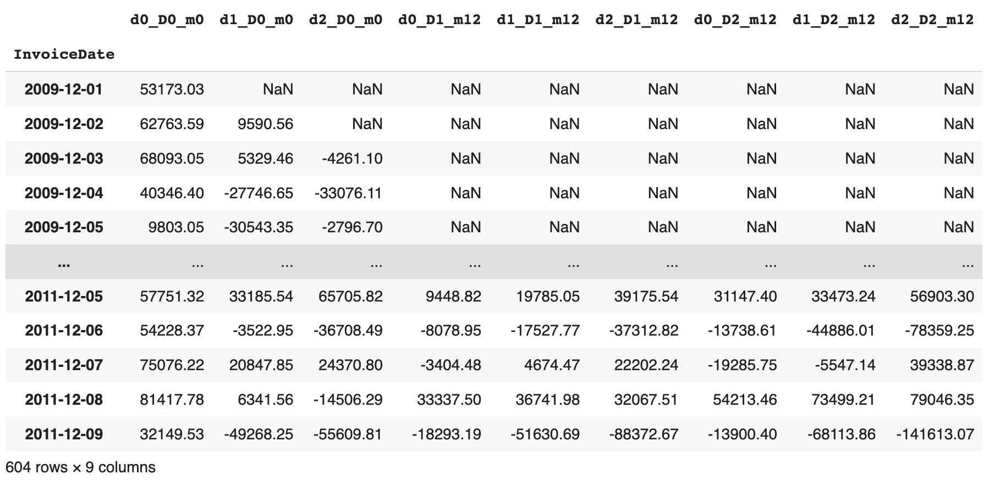 d0_D0_m0 d1_D0_m0 d2_D0_m0 d0_D1_m12 d1_D1_m12 d2_D1_m12 d0_D2_m12 d1_D2_m12 d2_D2_m12
InvoiceDate
2009-12-01 53173.03 NaN NaN NaN NaN NaN NaN NaN NaN
2009-12-02 62763.59 9590.56 NaN NaN NaN NaN NaN NaN NaN
2009-12-03 68093.05 5329.46 -4261.10 NaN NaN NaN NaN NaN NaN
2009-12-04 40346.40 -27746.65 -33076.11 NaN NaN NaN NaN NaN NaN
2009-12-05 9803.05 -30543.35 -2796.70 NaN NaN NaN NaN NaN NaN
... ... ... ... ... ... ... ... ... ...
2011-12-05 57751.32 33185.54 65705.82 9448.82 19785.05 39175.54 31147.40 33473.24 56903.30
2011-12-06 54228.37 -3522.95 -36708.49 -8078.95 -17527.77 -37312.82 -13738.61 -44886.01 -78359.25
2011-12-07 75076.22 20847.85 24370.80 -3404.48 4674.47 22202.24 -19285.75 -5547.14 39338.87
2011-12-08 81417.78 6341.56 -14506.29 33337.50 36741.98 32067.51 54213.46 73499.21 79046.35
2011-12-09 32149.53 -49268.25 -55609.81 -18293.19 -51630.69 -88372.67 -13900.40 -68113.86 -141613.07
604 rows × 9 columns